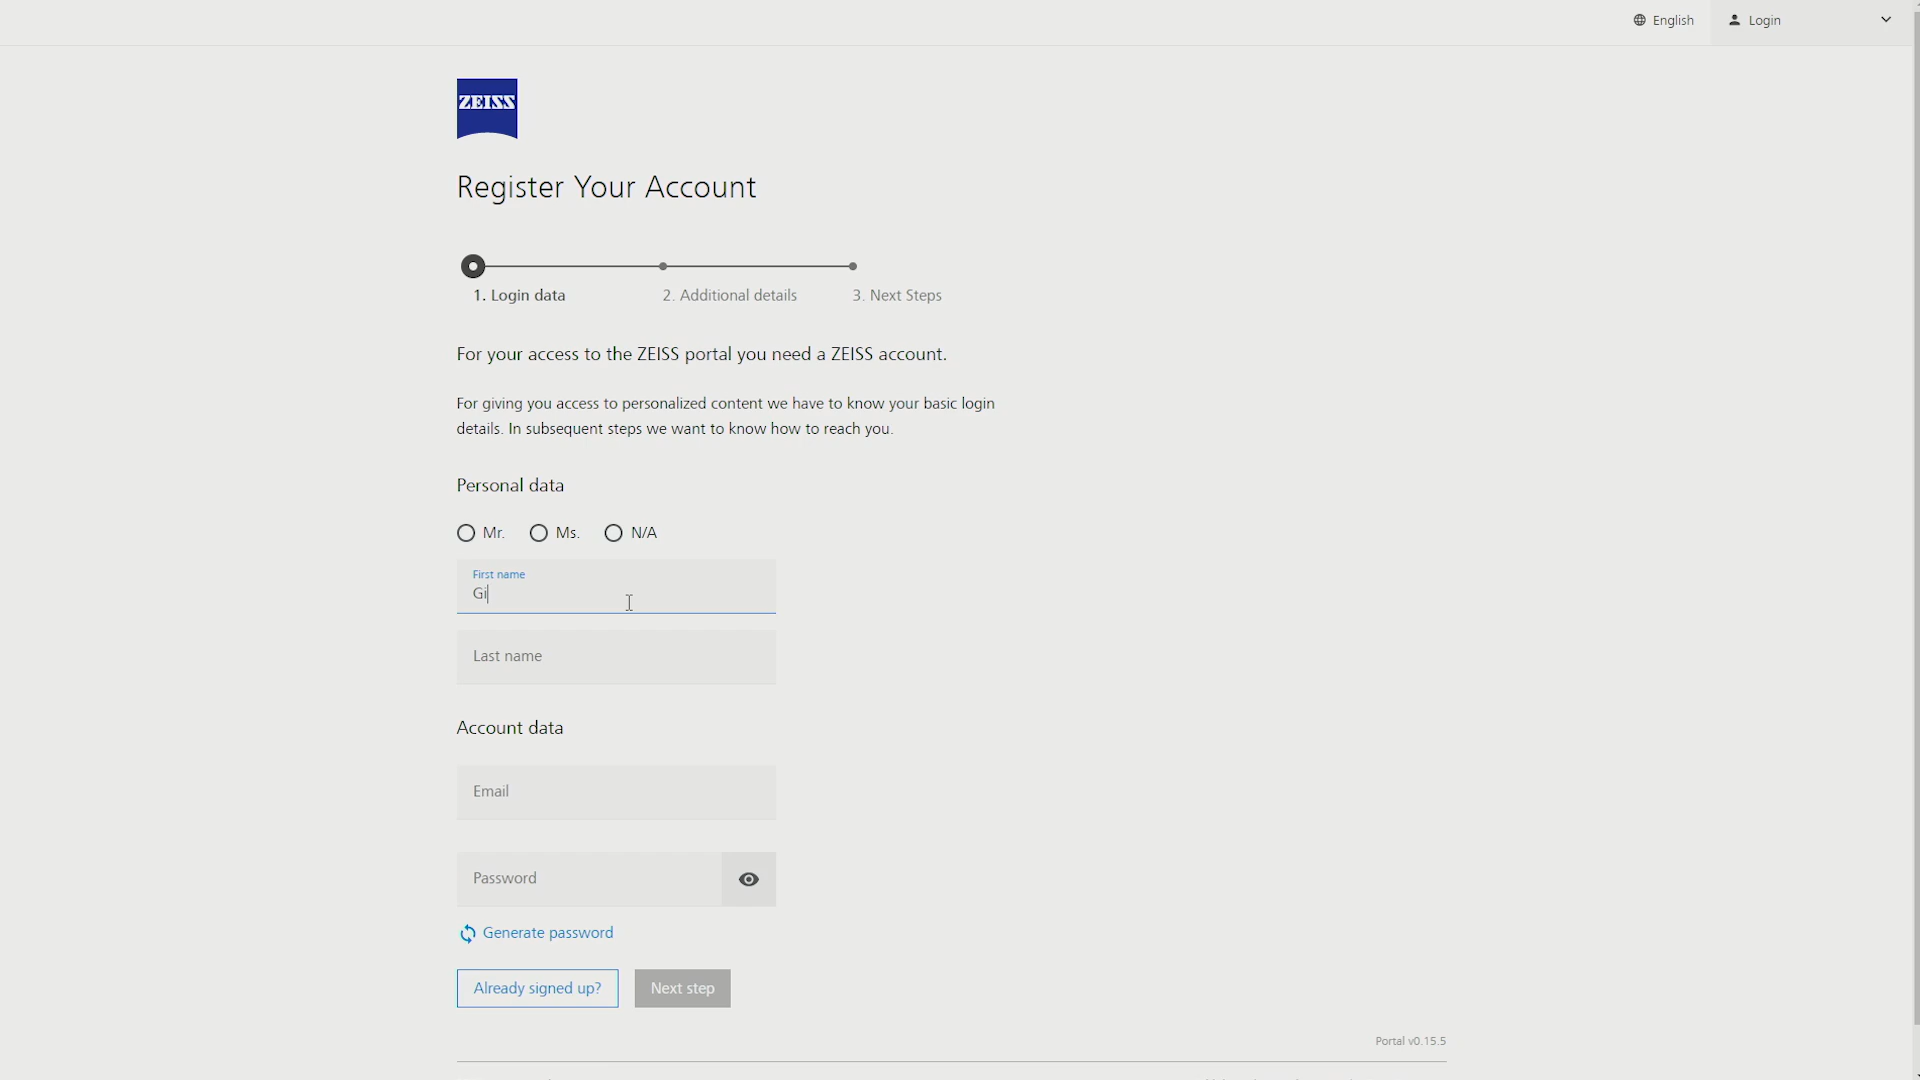 English
Login
ZEISS
Register Your Account
1. Login data
2. Additional details
3. Next Steps
For your access to the ZEISS portal you need a ZEISS account.
For giving you access to personalized content we have to know your basic login
details. In subsequent steps we want to know how to reach you.
Personal data
Mr.
Ms.
N/A
First name
Gi
Last name
Account data
Email
Password
Generate password
Already signed up?
Next step
Portal v0.15.5